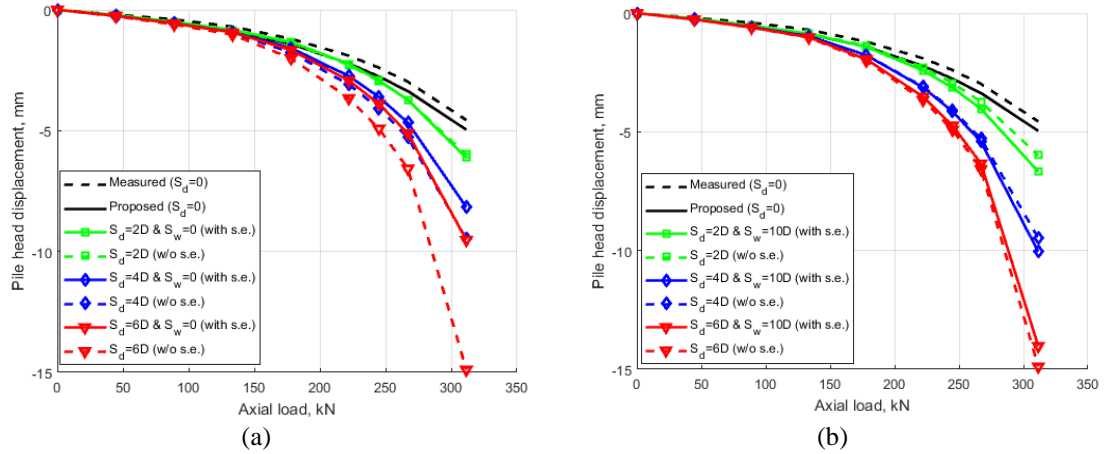 0
-5
-10
-15
Pile head displacement, mm
Measured (S_d=0)
Proposed (S_d=0)
S_d=2D & S_w=0 (with s.e.)
S_d=2D (w/o s.e.)
S_d=4D & S_w=0 (with s.e.)
S_d=4D (w/o s.e.)
S_d=6D & S_w=0 (with s.e.)
S_d=6D (w/o s.e.)
0 50 100 150 200 250 300 350
Axial load, kN
(a)
0
-5
-10
-15
Pile head displacement, mm
Measured (S_d=0)
Proposed (S_d=0)
S_d=2D & S_w=10D (with s.e.)
S_d=2D (w/o s.e.)
S_d=4D & S_w=10D (with s.e.)
S_d=4D (w/o s.e.)
S_d=6D & S_w=10D (with s.e.)
S_d=6D (w/o s.e.)
0 50 100 150 200 250 300 350
Axial load, kN
(b)